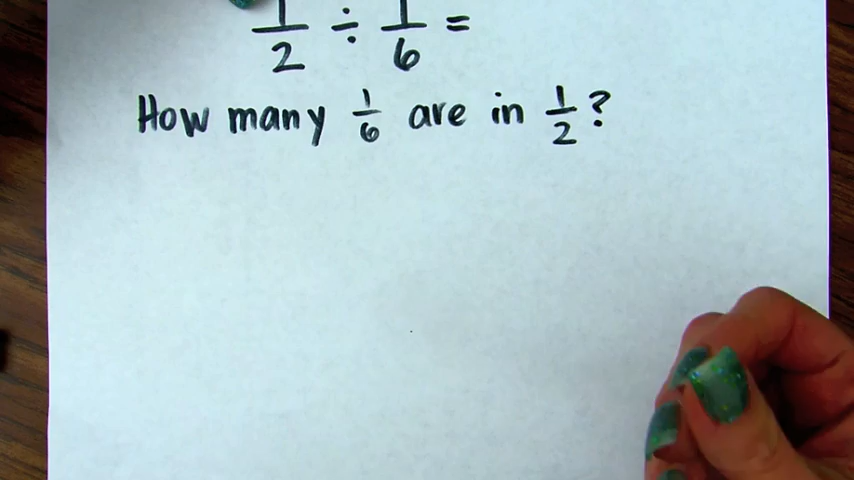 1/2 ÷ 1/6 =
How many 1/6 are in 1/2?